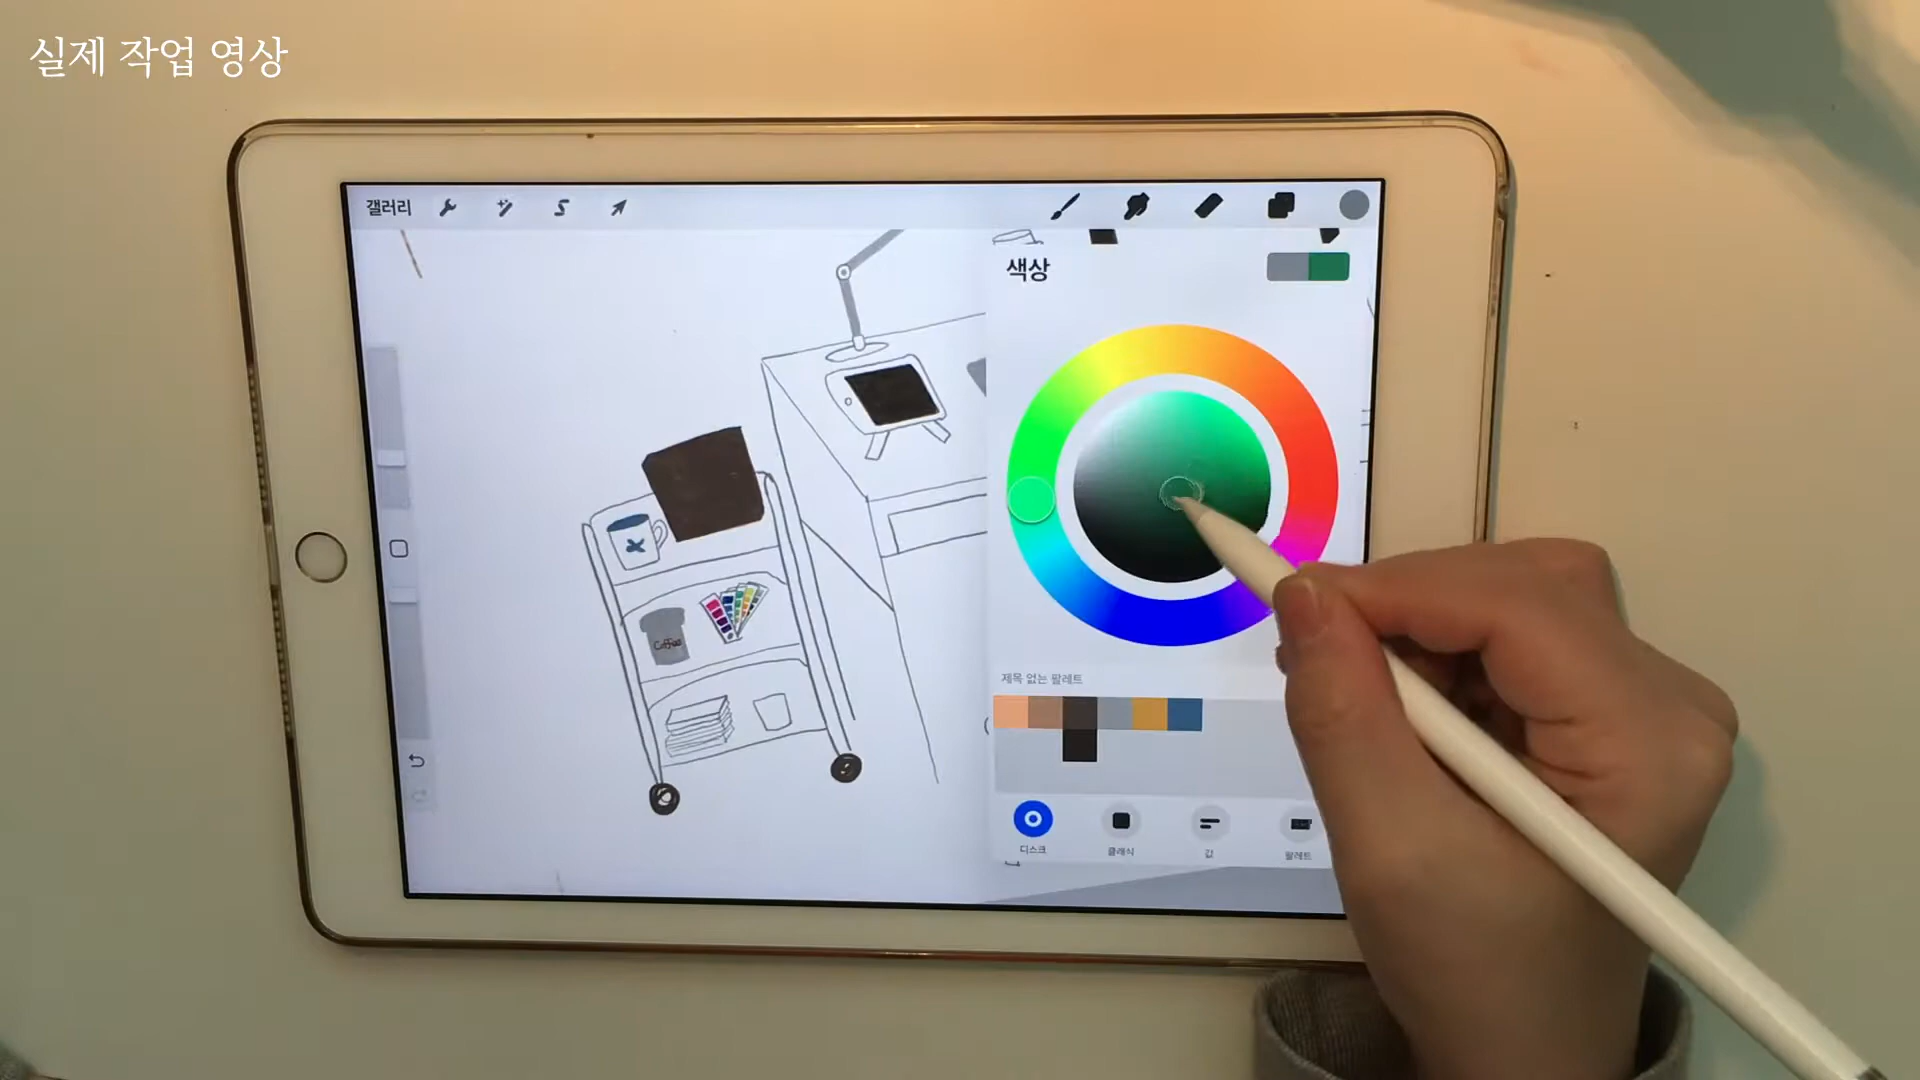 실제 작업 영상
갤러리
색상
Coffee
제목 없는 팔레트
디스크
클래식
값
팔레트